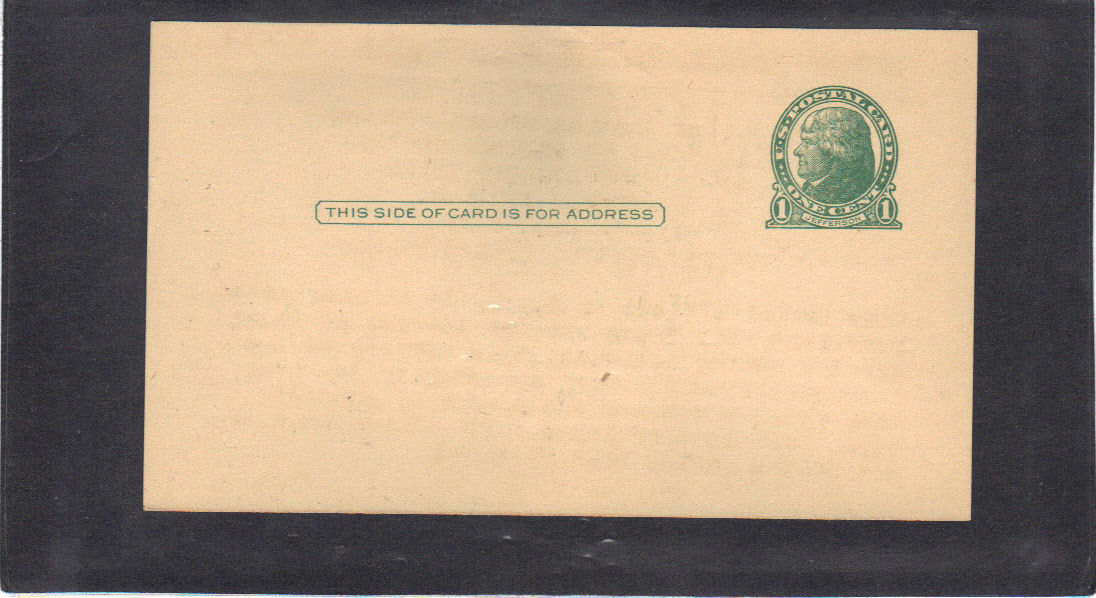 U.S. POSTAL CARD
THIS SIDE OF CARD IS FOR ADDRESS
ONE CENT
1 JEFFERSON 1